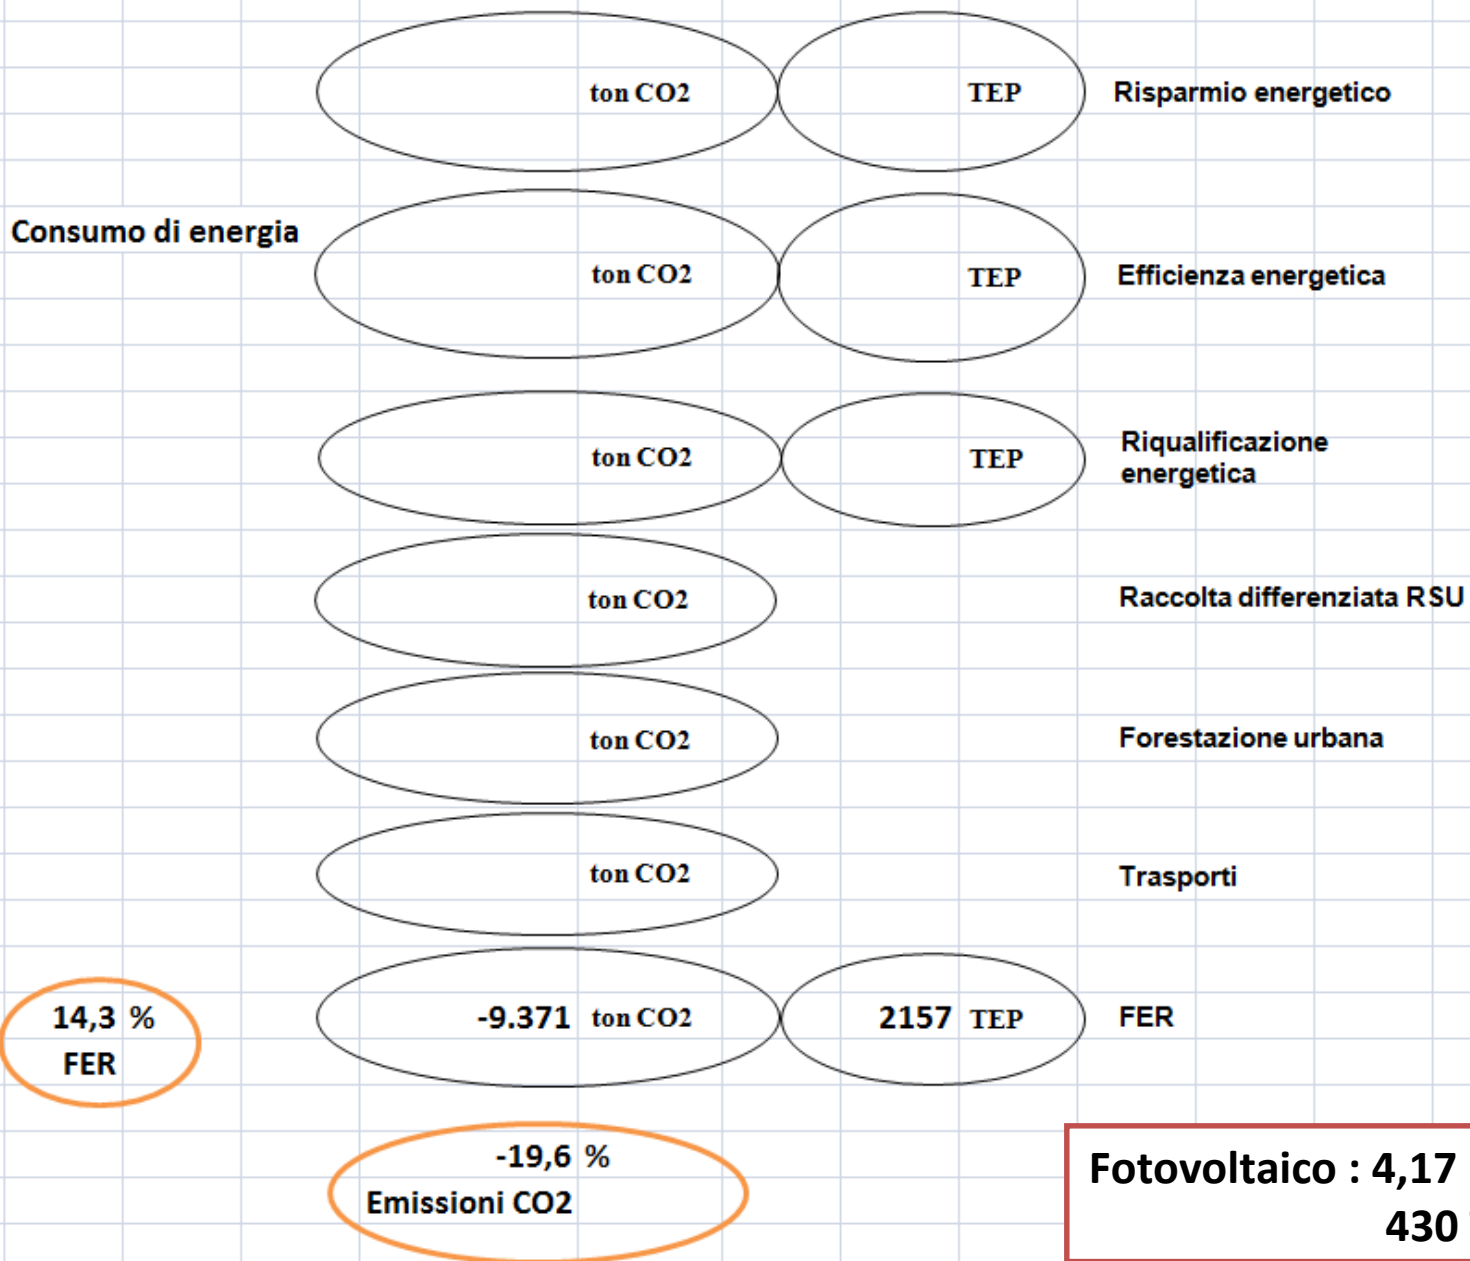 ton CO2 TEP Risparmio energetico
Consumo di energia
ton CO2 TEP Efficienza energetica
ton CO2 TEP Riqualificazione
energetica
ton CO2 Raccolta differenziata RSU
ton CO2 Forestazione urbana
ton CO2 Trasporti
14,3 % -9.371 ton CO2 2157 TEP FER
FER
-19,6 %
Emissioni CO2
Fotovoltaico : 4,17
430